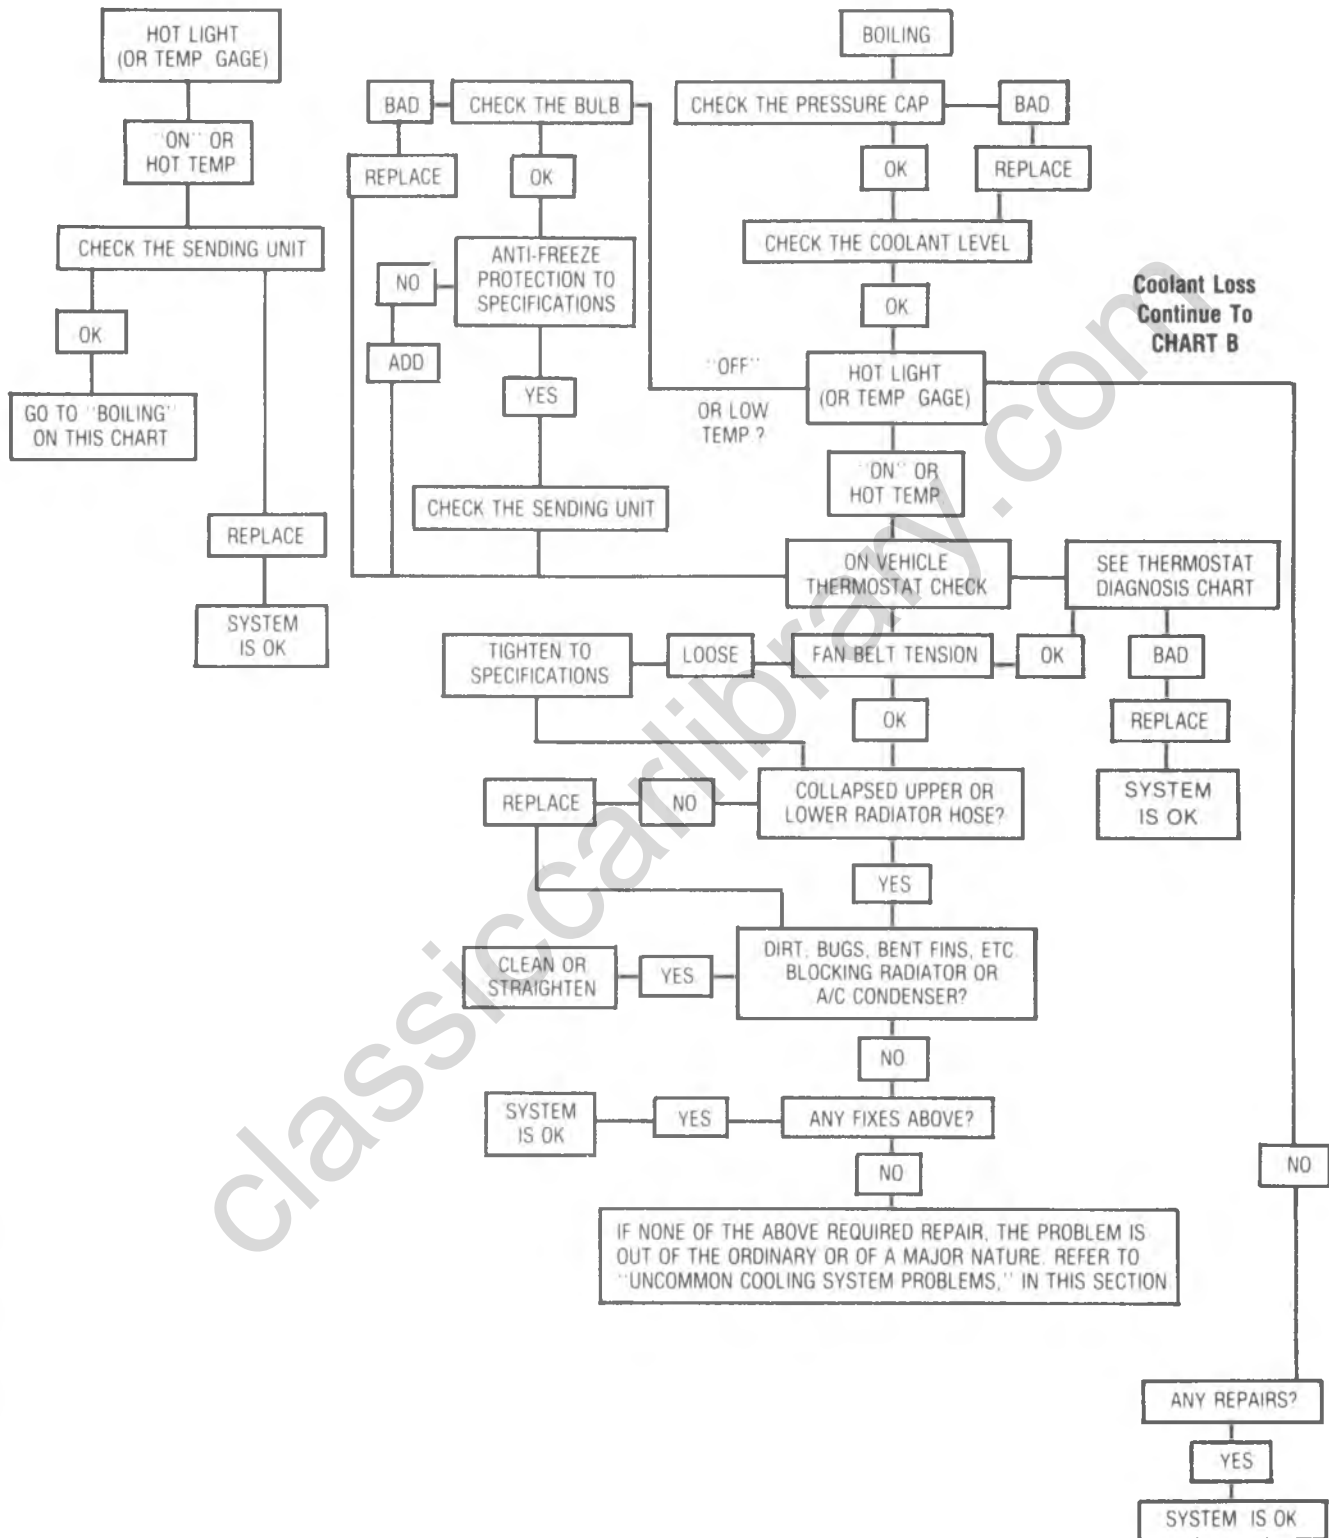 HOT LIGHT
(OR TEMP GAGE)
"ON" OR
HOT TEMP
CHECK THE SENDING UNIT
OK
GO TO "BOILING"
ON THIS CHART
REPLACE
SYSTEM
IS OK
BOILING
CHECK THE PRESSURE CAP
BAD
OK
REPLACE
CHECK THE COOLANT LEVEL
OK
Coolant Loss
Continue To
CHART B
HOT LIGHT
(OR TEMP GAGE)
"OFF"
OR LOW
TEMP ?
BAD
CHECK THE BULB
REPLACE
OK
NO
ANTI-FREEZE
PROTECTION TO
SPECIFICATIONS
ADD
YES
CHECK THE SENDING UNIT
"ON" OR
HOT TEMP
ON VEHICLE
THERMOSTAT CHECK
SEE THERMOSTAT
DIAGNOSIS CHART
TIGHTEN TO
SPECIFICATIONS
LOOSE
FAN BELT TENSION
OK
BAD
OK
REPLACE
SYSTEM
IS OK
REPLACE
NO
COLLAPSED UPPER OR
LOWER RADIATOR HOSE?
YES
CLEAN OR
STRAIGHTEN
YES
DIRT, BUGS, BENT FINS, ETC.
BLOCKING RADIATOR OR
A/C CONDENSER?
NO
SYSTEM
IS OK
YES
ANY FIXES ABOVE?
NO
IF NONE OF THE ABOVE REQUIRED REPAIR, THE PROBLEM IS
OUT OF THE ORDINARY OR OF A MAJOR NATURE. REFER TO
"UNCOMMON COOLING SYSTEM PROBLEMS," IN THIS SECTION
NO
ANY REPAIRS?
YES
SYSTEM IS OK
classiccarlibrary.com